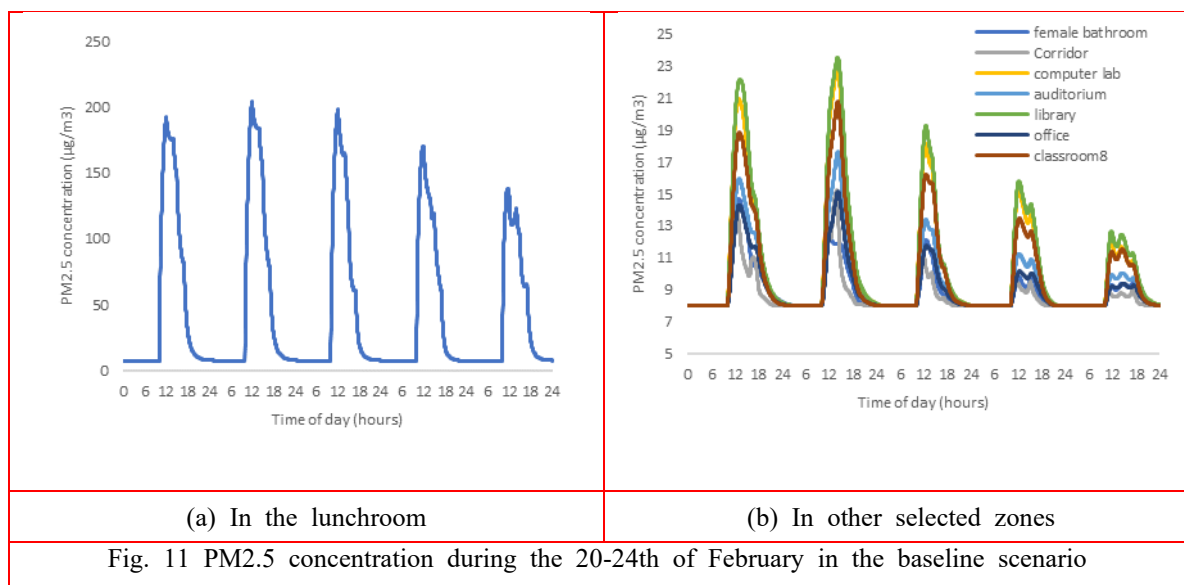 250
200
150
100
50
0
PM2.5 concentration (µg/m3)
0 6 12 18 24 6 12 18 24 6 12 18 24 6 12 18 24 6 12 18 24
Time of day (hours)
25
23
21
19
17
15
13
11
9
7
5
PM2.5 concentration (µg/m3)
female bathroom
Corridor
computer lab
auditorium
library
office
classroom8
0 6 12 18 24 6 12 18 24 6 12 18 24 6 12 18 24 6 12 18 24
Time of day (hours)
(a) In the lunchroom
(b) In other selected zones
Fig. 11 PM2.5 concentration during the 20-24th of February in the baseline scenario